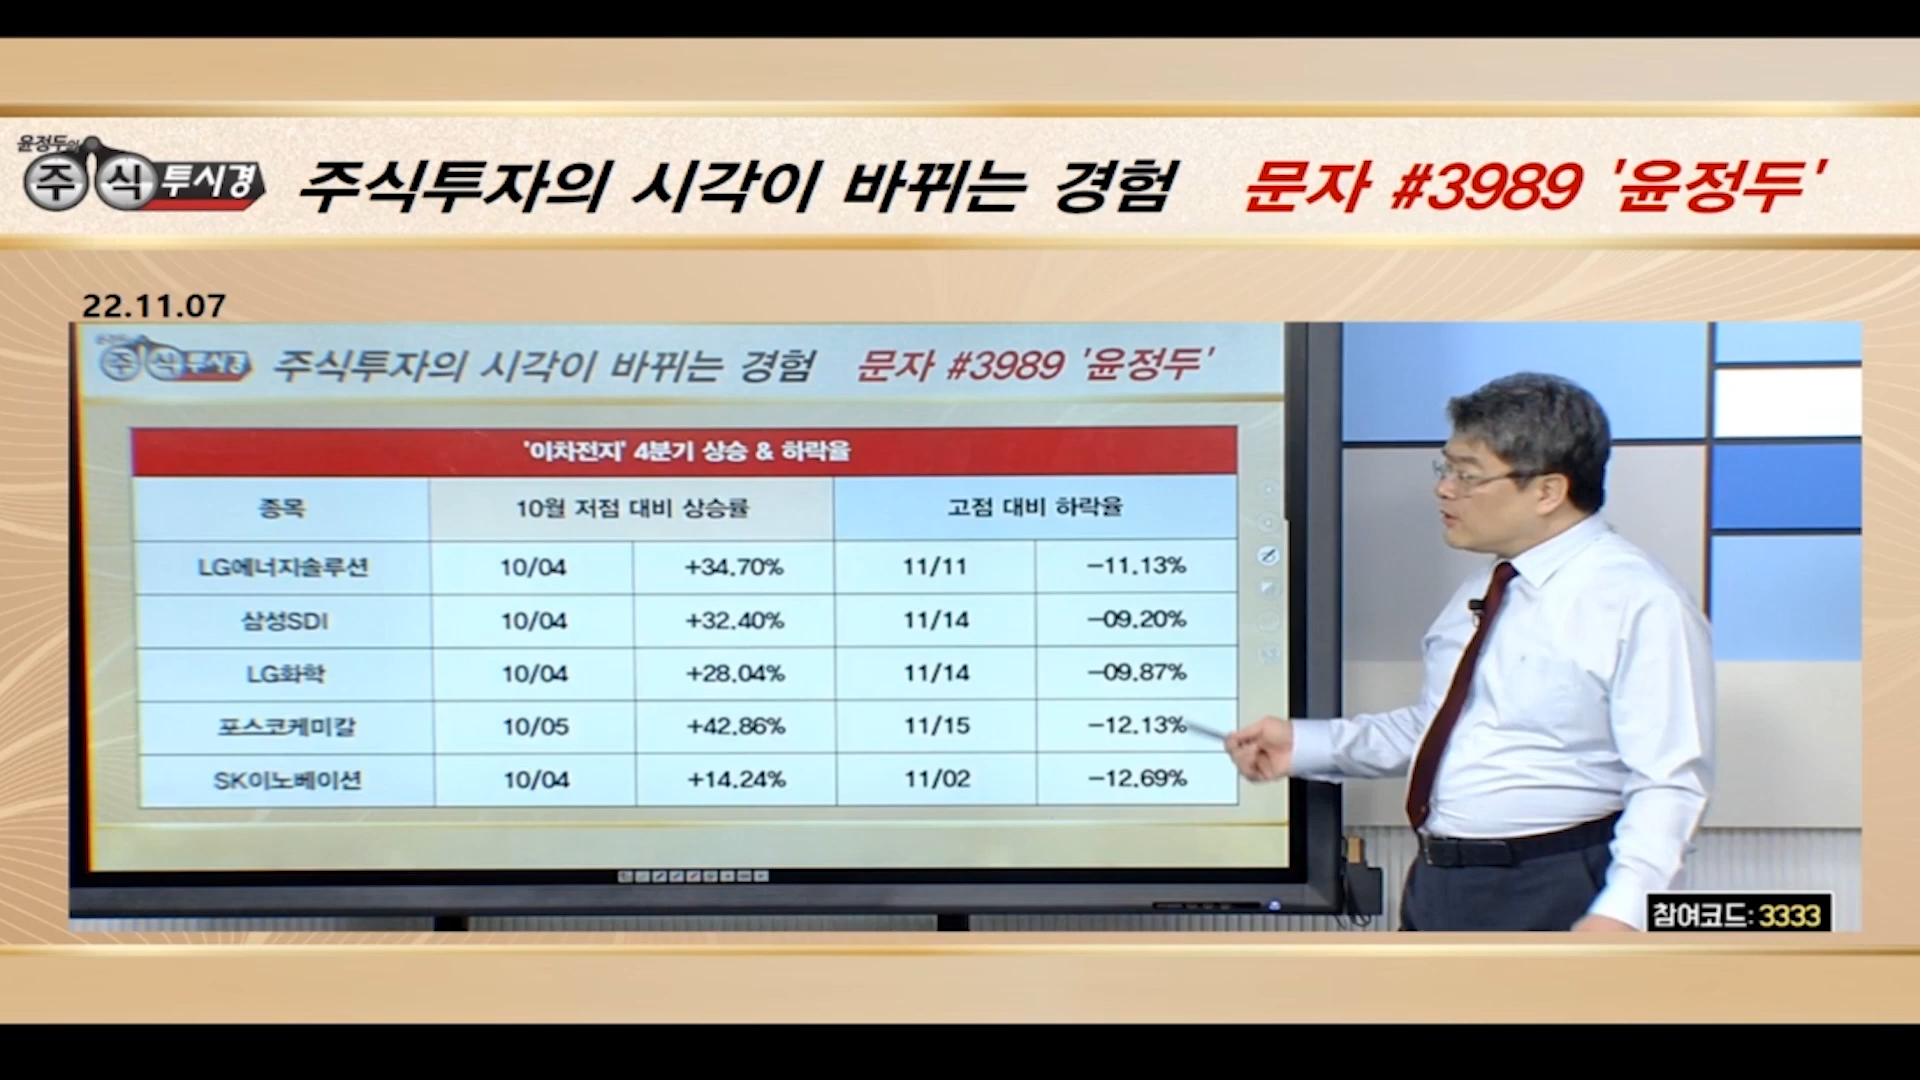 윤정두의
주식투시경 주식투자의 시각이 바뀌는 경험 문자 #3989 '윤정두'
22.11.07
주식투시경 주식투자의 시각이 바뀌는 경험 문자 #3989 '윤정두'
'이차전지' 4분기 상승 & 하락율
종목 10월 저점 대비 상승률 고점 대비 하락율
LG에너지솔루션 10/04 +34.70% 11/11 -11.13%
삼성SDI 10/04 +32.40% 11/14 -09.20%
LG화학 10/04 +28.04% 11/14 -09.87%
포스코케미칼 10/05 +42.86% 11/15 -12.13%
SK이노베이션 10/04 +14.24% 11/02 -12.69%
참여코드: 3333